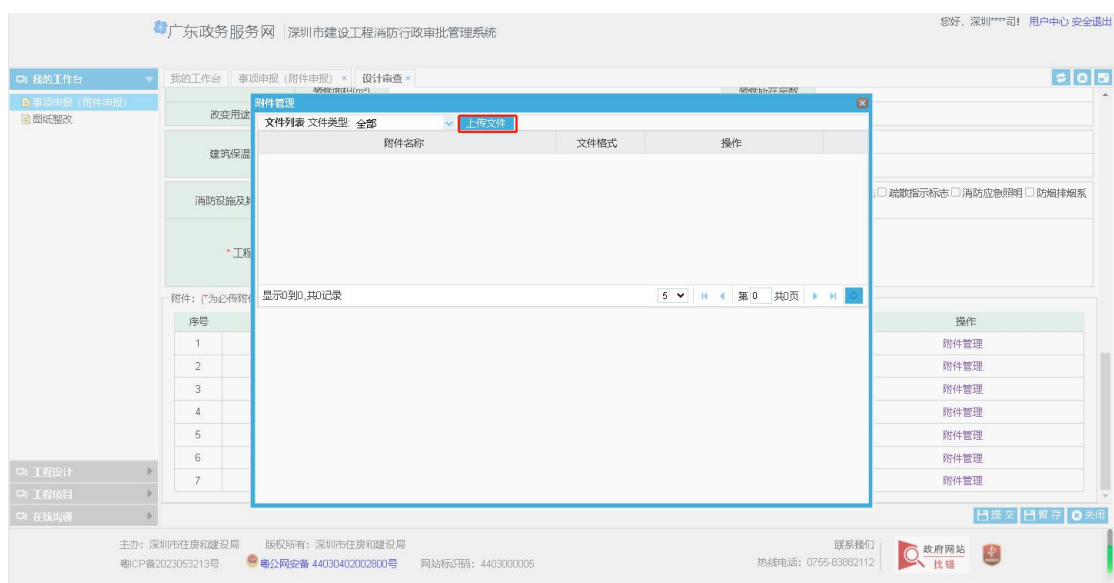 您好，深圳****司! 用户中心 安全退出
广东政务服务网 深圳市建设工程消防行政审批管理系统
我的工作台
我的工作台 事项申报（附件申报） × 设计审查 ×
事项申报（附件申报）
图纸整改
装修面积(m²) 装修所在层数
附件管理
改变用途
文件列表 文件类型 全部 上传文件
附件名称 文件格式 操作
建筑保温
消防设施及其
疏散指示标志 消防应急照明 防烟排烟系
* 工程
附件：(*为必传附件
显示0到0,共0记录 5 第 0 共0页
序号 操作
1 附件管理
2 附件管理
3 附件管理
4 附件管理
5 附件管理
6 附件管理
7 附件管理
工程设计
工程项目
在线沟通
提 交 暂 存 关闭
主办：深圳市住房和建设局 版权所有：深圳市住房和建设局 联系我们
粤ICP备2023053213号 粤公网安备 44030402002800号 网站标识码：4403000005 热线电话：0755-83882112
政府网站
找错